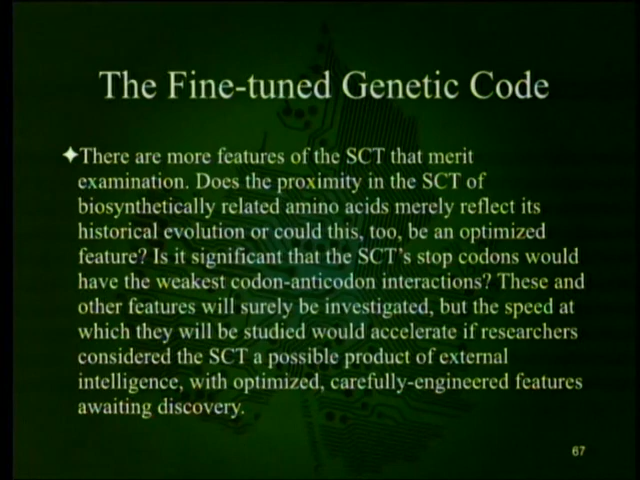 The Fine-tuned Genetic Code
There are more features of the SCT that merit
examination. Does the proximity in the SCT of
biosynthetically related amino acids merely reflect its
historical evolution or could this, too, be an optimized
feature? Is it significant that the SCT's stop codons would
have the weakest codon-anticodon interactions? These and
other features will surely be investigated, but the speed at
which they will be studied would accelerate if researchers
considered the SCT a possible product of external
intelligence, with optimized, carefully-engineered features
awaiting discovery.
67